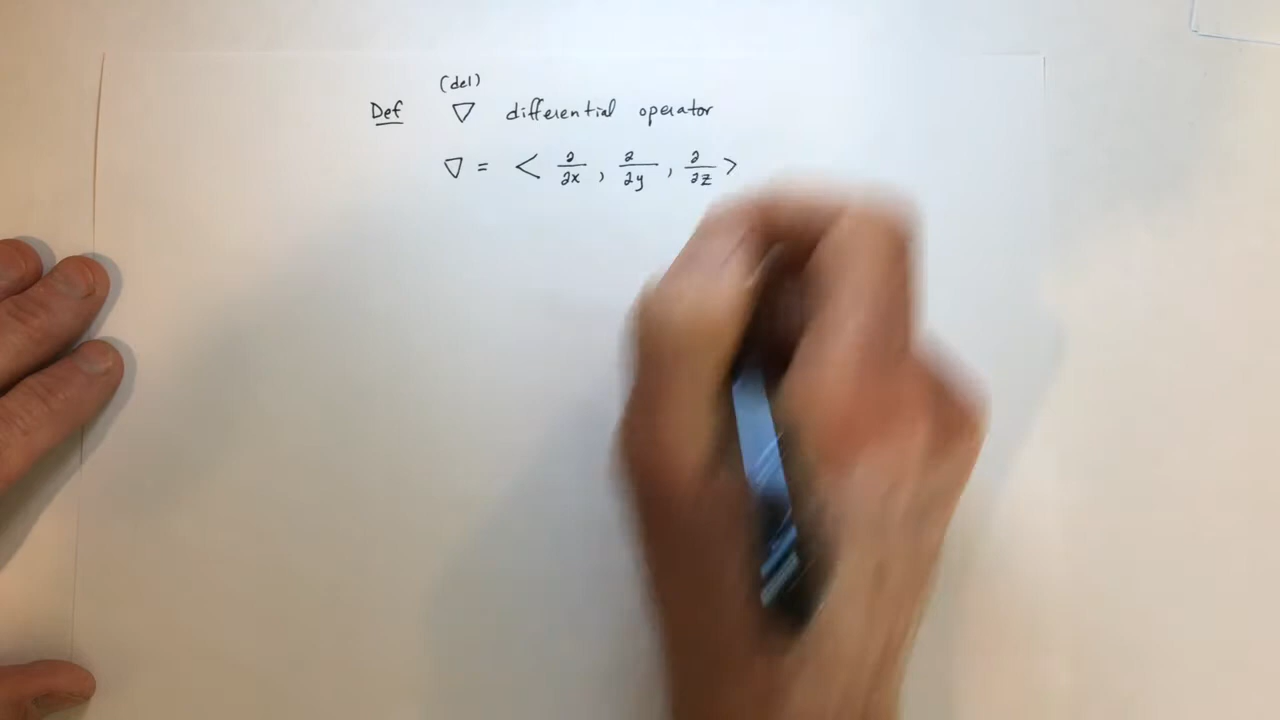 (del)
Def ∇ differential operator
∇ = < ∂/∂x , ∂/∂y , ∂/∂z >